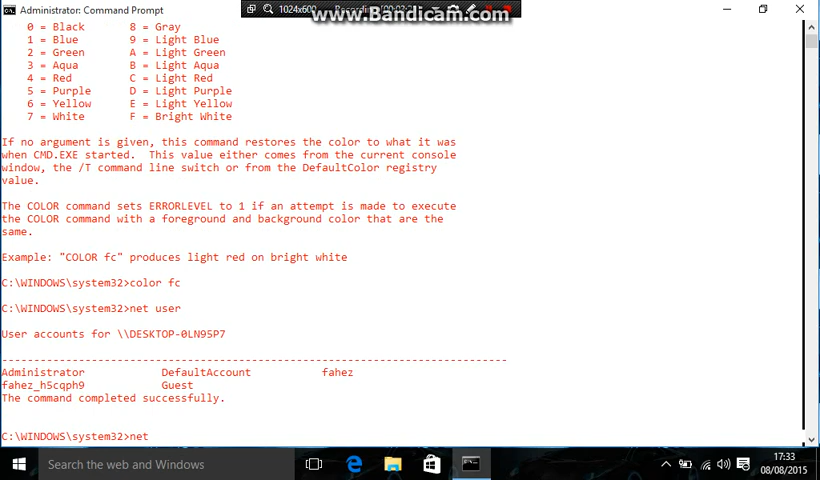 Administrator: Command Prompt
1024x600
www.Bandicam.com
0 = Black 8 = Gray
1 = Blue 9 = Light Blue
2 = Green A = Light Green
3 = Aqua B = Light Aqua
4 = Red C = Light Red
5 = Purple D = Light Purple
6 = Yellow E = Light Yellow
7 = White F = Bright White
If no argument is given, this command restores the color to what it was
when CMD.EXE started. This value either comes from the current console
window, the /T command line switch or from the DefaultColor registry
value.
The COLOR command sets ERRORLEVEL to 1 if an attempt is made to execute
the COLOR command with a foreground and background color that are the
same.
Example: "COLOR fc" produces light red on bright white
C:\WINDOWS\system32>color fc
C:\WINDOWS\system32>net user
User accounts for \\DESKTOP-0LN95P7
-------------------------------------------------------------------------------
Administrator DefaultAccount fahez
fahez_h5cqph9 Guest
The command completed successfully.
C:\WINDOWS\system32>net
Search the web and Windows
17:33
08/08/2015